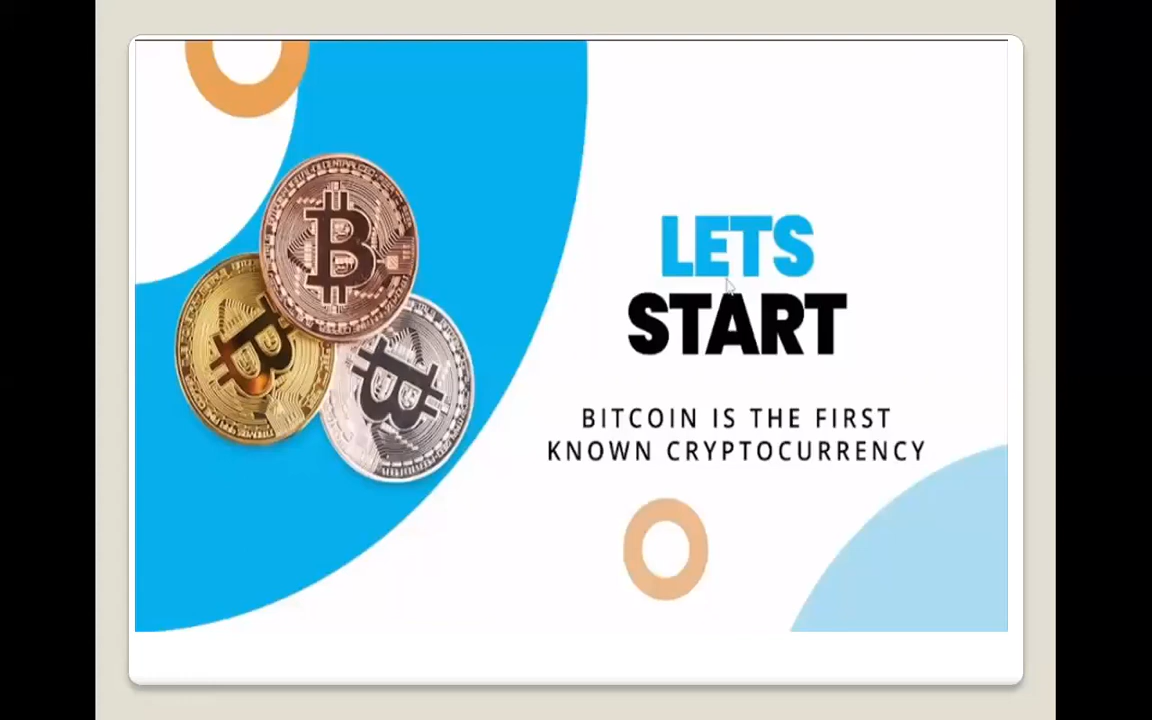 LETS
START
BITCOIN IS THE FIRST
KNOWN CRYPTOCURRENCY